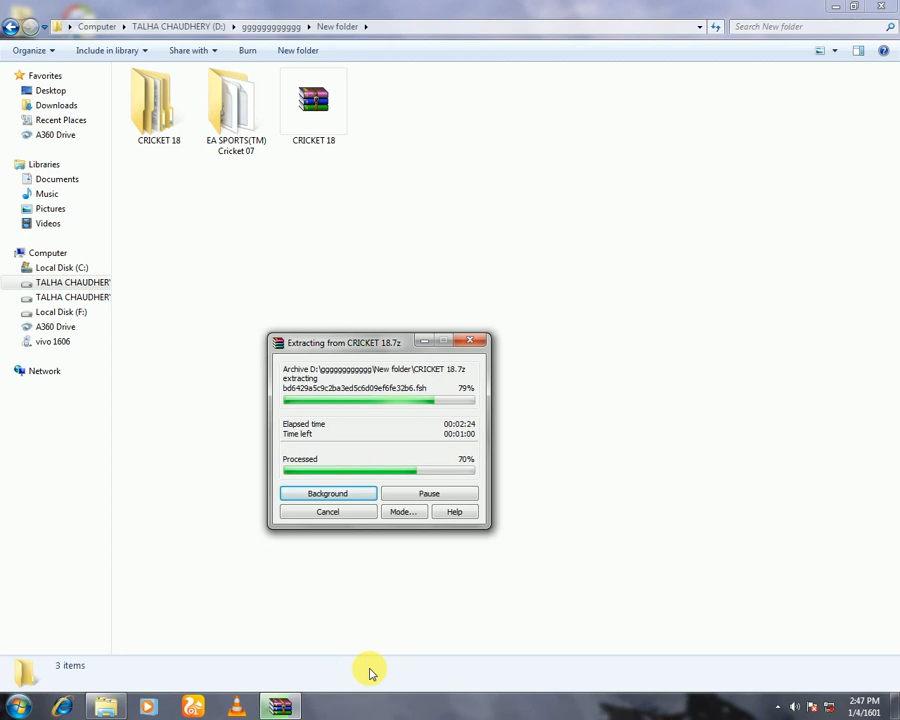 Computer ▸ TALHA CHAUDHERY (D:) ▸ gggggggggggg ▸ New folder ▸
Search New folder
Organize Include in library Share with Burn New folder
Favorites
Desktop
Downloads
Recent Places
A360 Drive
Libraries
Documents
Music
Pictures
Videos
Computer
Local Disk (C:)
TALHA CHAUDHERY
TALHA CHAUDHERY
Local Disk (F:)
A360 Drive
vivo 1606
Network
CRICKET 18
EA SPORTS(TM)
Cricket 07
CRICKET 18
Extracting from CRICKET 18.7z
Archive D:\gggggggggggg\New folder\CRICKET 18.7z
extracting
bd6429a5c9c2ba3ed5c6d09ef6fe32b6.fsh 79%
Elapsed time 00:02:24
Time left 00:01:00
Processed 70%
Background Pause
Cancel Mode... Help
3 items
2:47 PM
1/4/1601